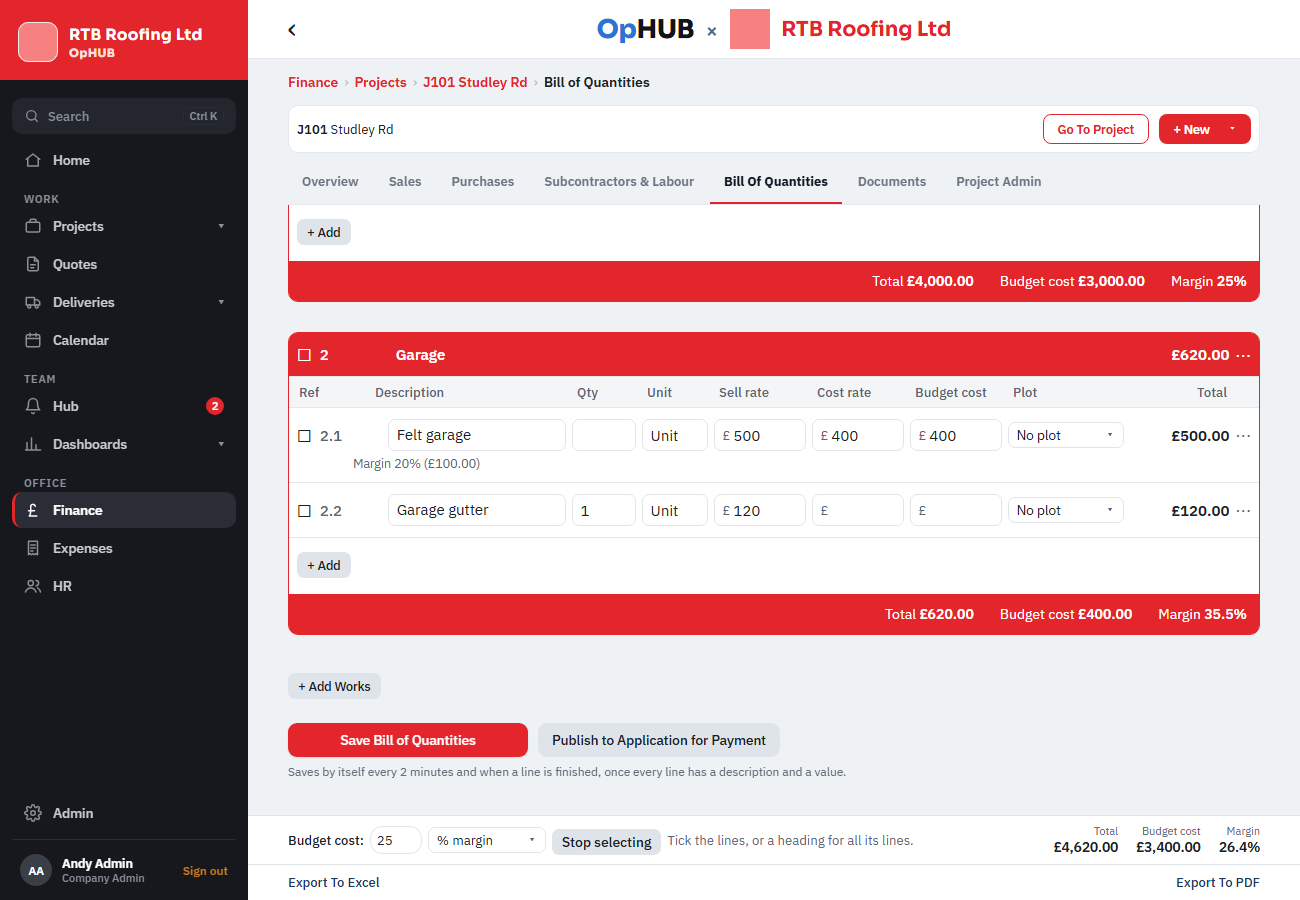 RTB Roofing Ltd
OpHUB
OpHUB × RTB Roofing Ltd
Search Ctrl K
Home
WORK
Projects
Quotes
Deliveries
Calendar
TEAM
Hub 2
Dashboards
OFFICE
£ Finance
Expenses
HR
Admin
AA Andy Admin
Company Admin
Sign out
Finance › Projects › J101 Studley Rd › Bill of Quantities
J101 Studley Rd
Go To Project
+ New
Overview Sales Purchases Subcontractors & Labour Bill Of Quantities Documents Project Admin
+ Add
Total £4,000.00 Budget cost £3,000.00 Margin 25%
2 Garage £620.00 ...
Ref Description Qty Unit Sell rate Cost rate Budget cost Plot Total
2.1 Felt garage Unit £ 500 £ 400 £ 400 No plot £500.00 ...
Margin 20% (£100.00)
2.2 Garage gutter 1 Unit £ 120 £ £ No plot £120.00 ...
+ Add
Total £620.00 Budget cost £400.00 Margin 35.5%
+ Add Works
Save Bill of Quantities
Publish to Application for Payment
Saves by itself every 2 minutes and when a line is finished, once every line has a description and a value.
Budget cost: 25 % margin Stop selecting Tick the lines, or a heading for all its lines.
Total Budget cost Margin
£4,620.00 £3,400.00 26.4%
Export To Excel
Export To PDF